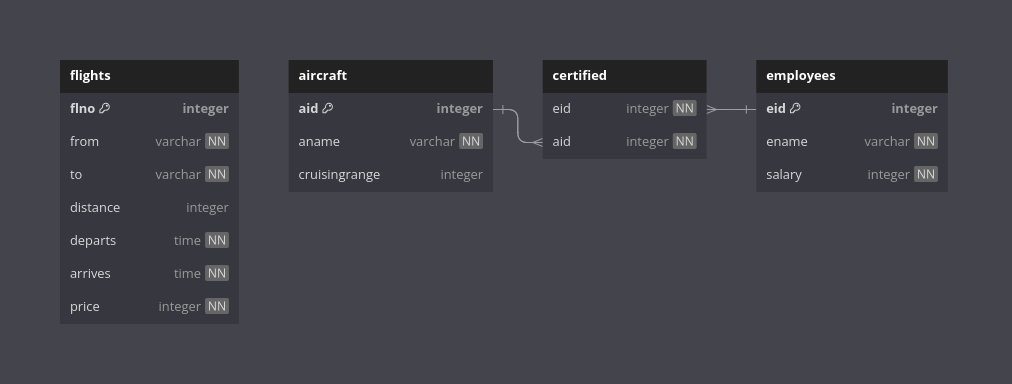 flights
flno integer
from varchar NN
to varchar NN
distance integer
departs time NN
arrives time NN
price integer NN
aircraft
aid integer
aname varchar NN
cruisingrange integer
certified
eid integer NN
aid integer NN
employees
eid integer
ename varchar NN
salary integer NN